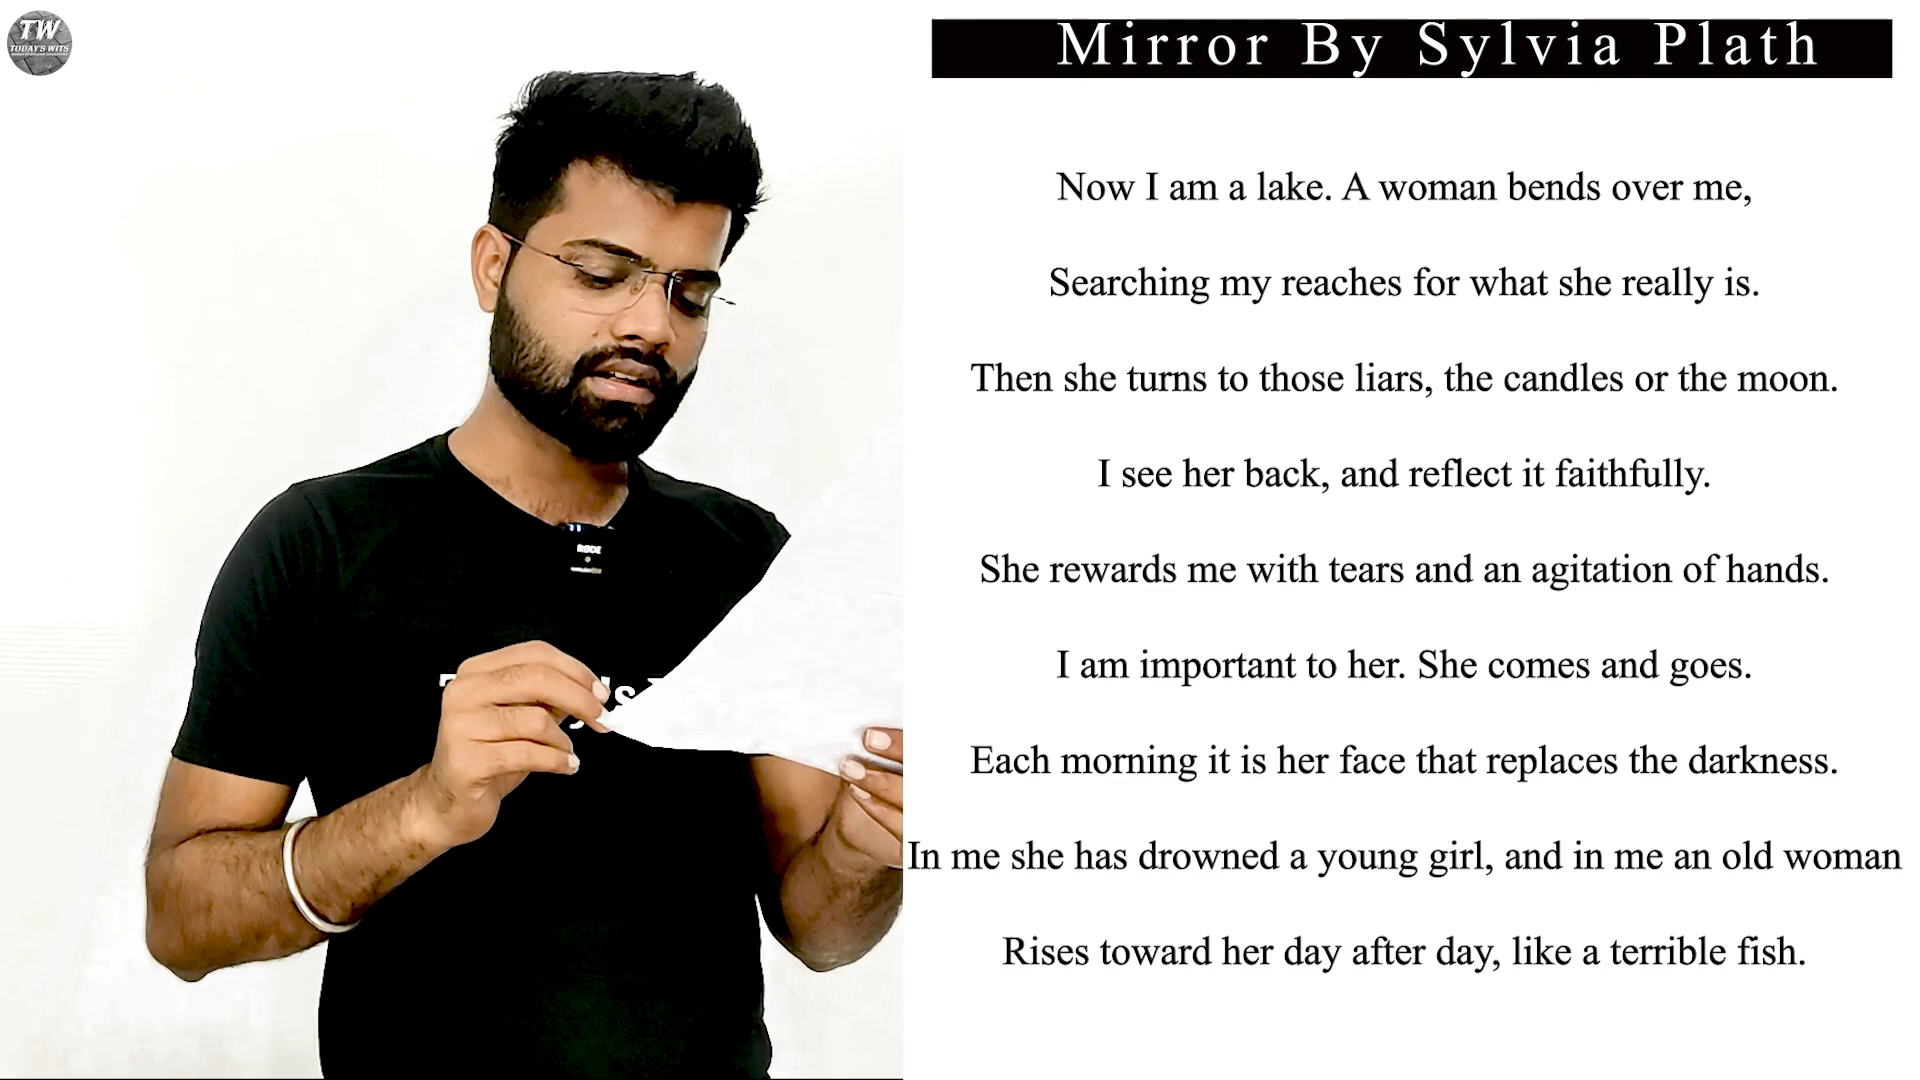 TW
TODAY'S WITS
Mirror By Sylvia Plath
Now I am a lake. A woman bends over me,
Searching my reaches for what she really is.
Then she turns to those liars, the candles or the moon.
I see her back, and reflect it faithfully.
She rewards me with tears and an agitation of hands.
I am important to her. She comes and goes.
Each morning it is her face that replaces the darkness.
In me she has drowned a young girl, and in me an old woman
Rises toward her day after day, like a terrible fish.
RODE